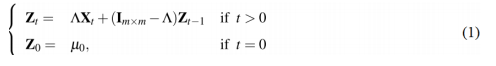 Z_t = ΛX_t + (I_{m×m} − Λ)Z_{t−1} if t > 0
Z_0 = μ_0, if t = 0 (1)